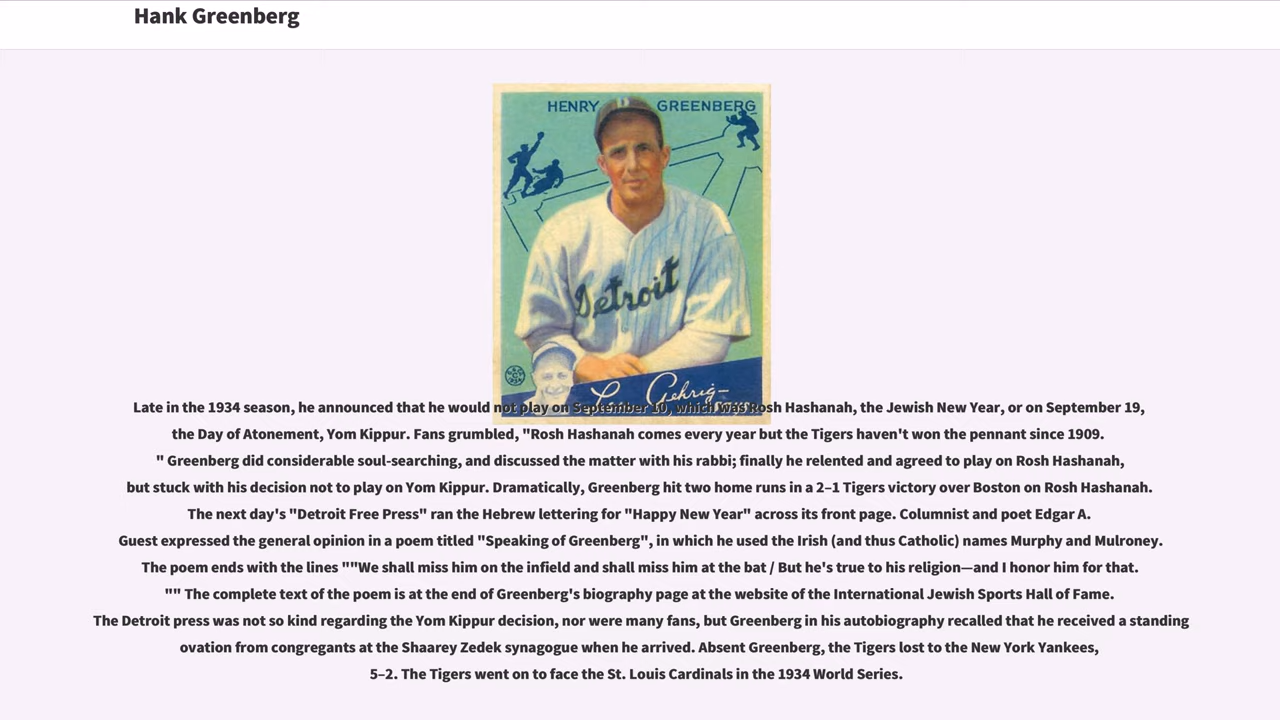 Hank Greenberg
HENRY GREENBERG
Detroit
Lou Gehrig
Late in the 1934 season, he announced that he would not play on September 10, which was Rosh Hashanah, the Jewish New Year, or on September 19,
the Day of Atonement, Yom Kippur. Fans grumbled, "Rosh Hashanah comes every year but the Tigers haven't won the pennant since 1909.
" Greenberg did considerable soul-searching, and discussed the matter with his rabbi; finally he relented and agreed to play on Rosh Hashanah,
but stuck with his decision not to play on Yom Kippur. Dramatically, Greenberg hit two home runs in a 2–1 Tigers victory over Boston on Rosh Hashanah.
The next day's "Detroit Free Press" ran the Hebrew lettering for "Happy New Year" across its front page. Columnist and poet Edgar A.
Guest expressed the general opinion in a poem titled "Speaking of Greenberg", in which he used the Irish (and thus Catholic) names Murphy and Mulroney.
The poem ends with the lines ""We shall miss him on the infield and shall miss him at the bat / But he's true to his religion—and I honor him for that.
"" The complete text of the poem is at the end of Greenberg's biography page at the website of the International Jewish Sports Hall of Fame.
The Detroit press was not so kind regarding the Yom Kippur decision, nor were many fans, but Greenberg in his autobiography recalled that he received a standing
ovation from congregants at the Shaarey Zedek synagogue when he arrived. Absent Greenberg, the Tigers lost to the New York Yankees,
5–2. The Tigers went on to face the St. Louis Cardinals in the 1934 World Series.